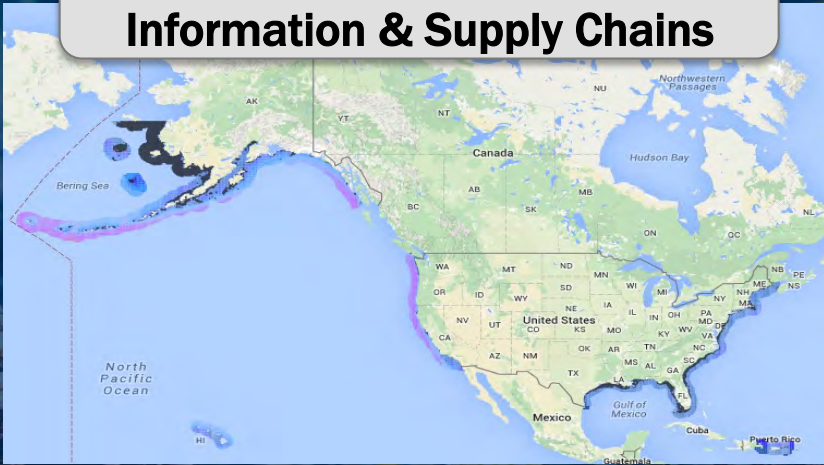 Information & Supply Chains
Northwestern
Passages
AK
NU
YT
NT
Canada
Hudson Bay
Bering Sea
AB
MB
BC
SK
NL
ON
QC
WA
MT
ND
MN
NB
PE
OR
ID
SD
WI
MI
ME
NS
WY
NH
NY
MA
NE
IA
IL
IN
OH
PA
NV
UT
United States
MD
DE
CO
KS
MO
KY
WV
VA
CA
AZ
NM
OK
AR
TN
NC
MS
AL
SC
GA
TX
LA
FL
North
Pacific
Ocean
Gulf of
Mexico
Mexico
HI
Cuba
Puerto Rico
Guatemala